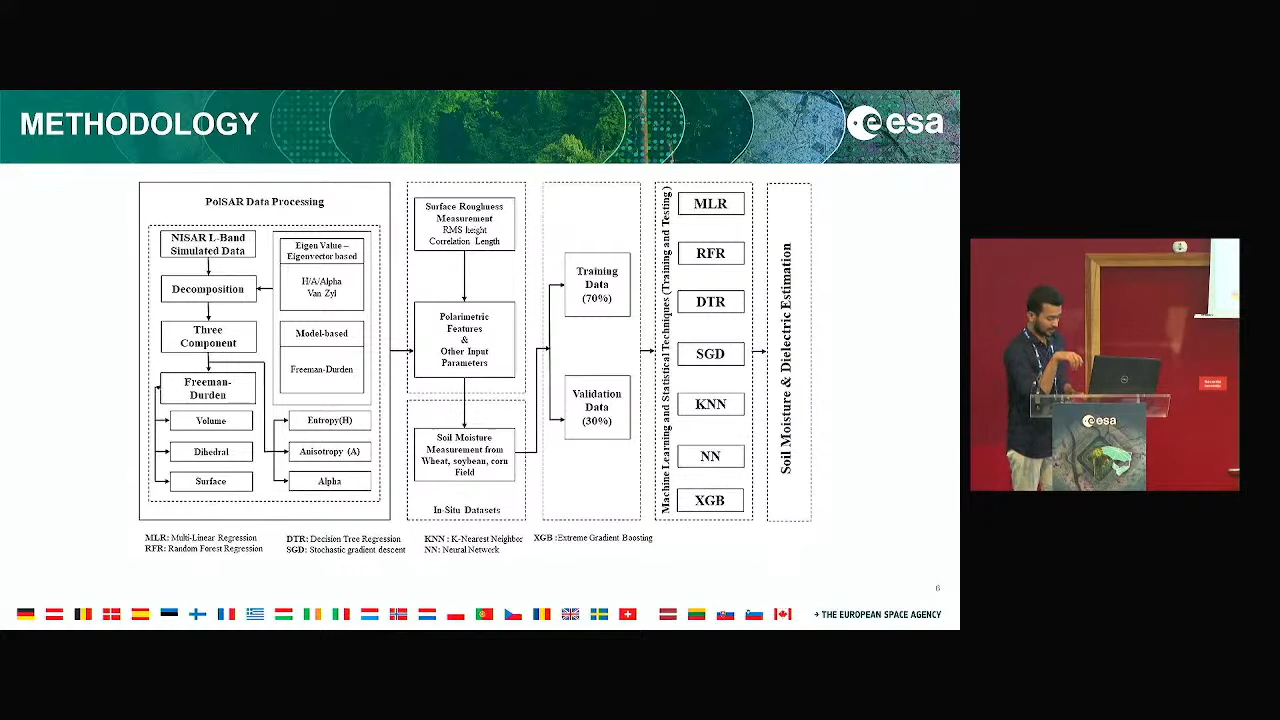 METHODOLOGY
esa
PolSAR Data Processing
NISAR L-Band
Simulated Data
Decomposition
Three
Component
Freeman-
Durden
Volume
Dihedral
Surface
Eigen Value –
Eigenvector based
H/A/Alpha
Van Zyl
Model-based
Freeman-Durden
Entropy(H)
Anisotropy (A)
Alpha
Surface Roughness
Measurement
RMS height
Correlation Length
Polarimetric
Features
&
Other Input
Parameters
Soil Moisture
Measurement from
Wheat, soybean, corn
Field
In-Situ Datasets
Training
Data
(70%)
Validation
Data
(30%)
Machine Learning and Statistical Techniques (Training and Testing)
MLR
RFR
DTR
SGD
KNN
NN
XGB
Soil Moisture & Dielectric Estimation
MLR: Multi-Linear Regression
RFR: Random Forest Regression
DTR: Decision Tree Regression
SGD: Stochastic gradient descent
KNN : K-Nearest Neighbor
NN: Neural Network
XGB :Extreme Gradient Boosting
6
→ THE EUROPEAN SPACE AGENCY
esa